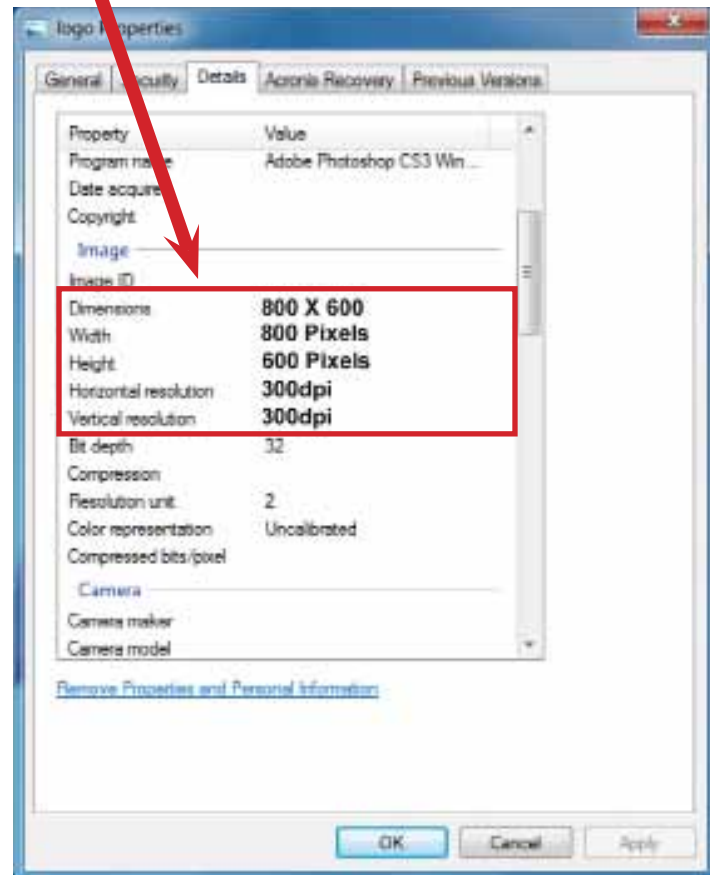 logo Properties
General Security Details Acronis Recovery Previous Versions
Property Value
Program name Adobe Photoshop CS3 Win ...
Date acquired
Copyright
Image
Image ID
Dimensions 800 X 600
Width 800 Pixels
Height 600 Pixels
Horizontal resolution 300dpi
Vertical resolution 300dpi
Bit depth 32
Compression
Resolution unit 2
Color representation Uncalibrated
Compressed bits/pixel
Camera
Camera maker
Camera model
Remove Properties and Personal Information
OK Cancel Apply